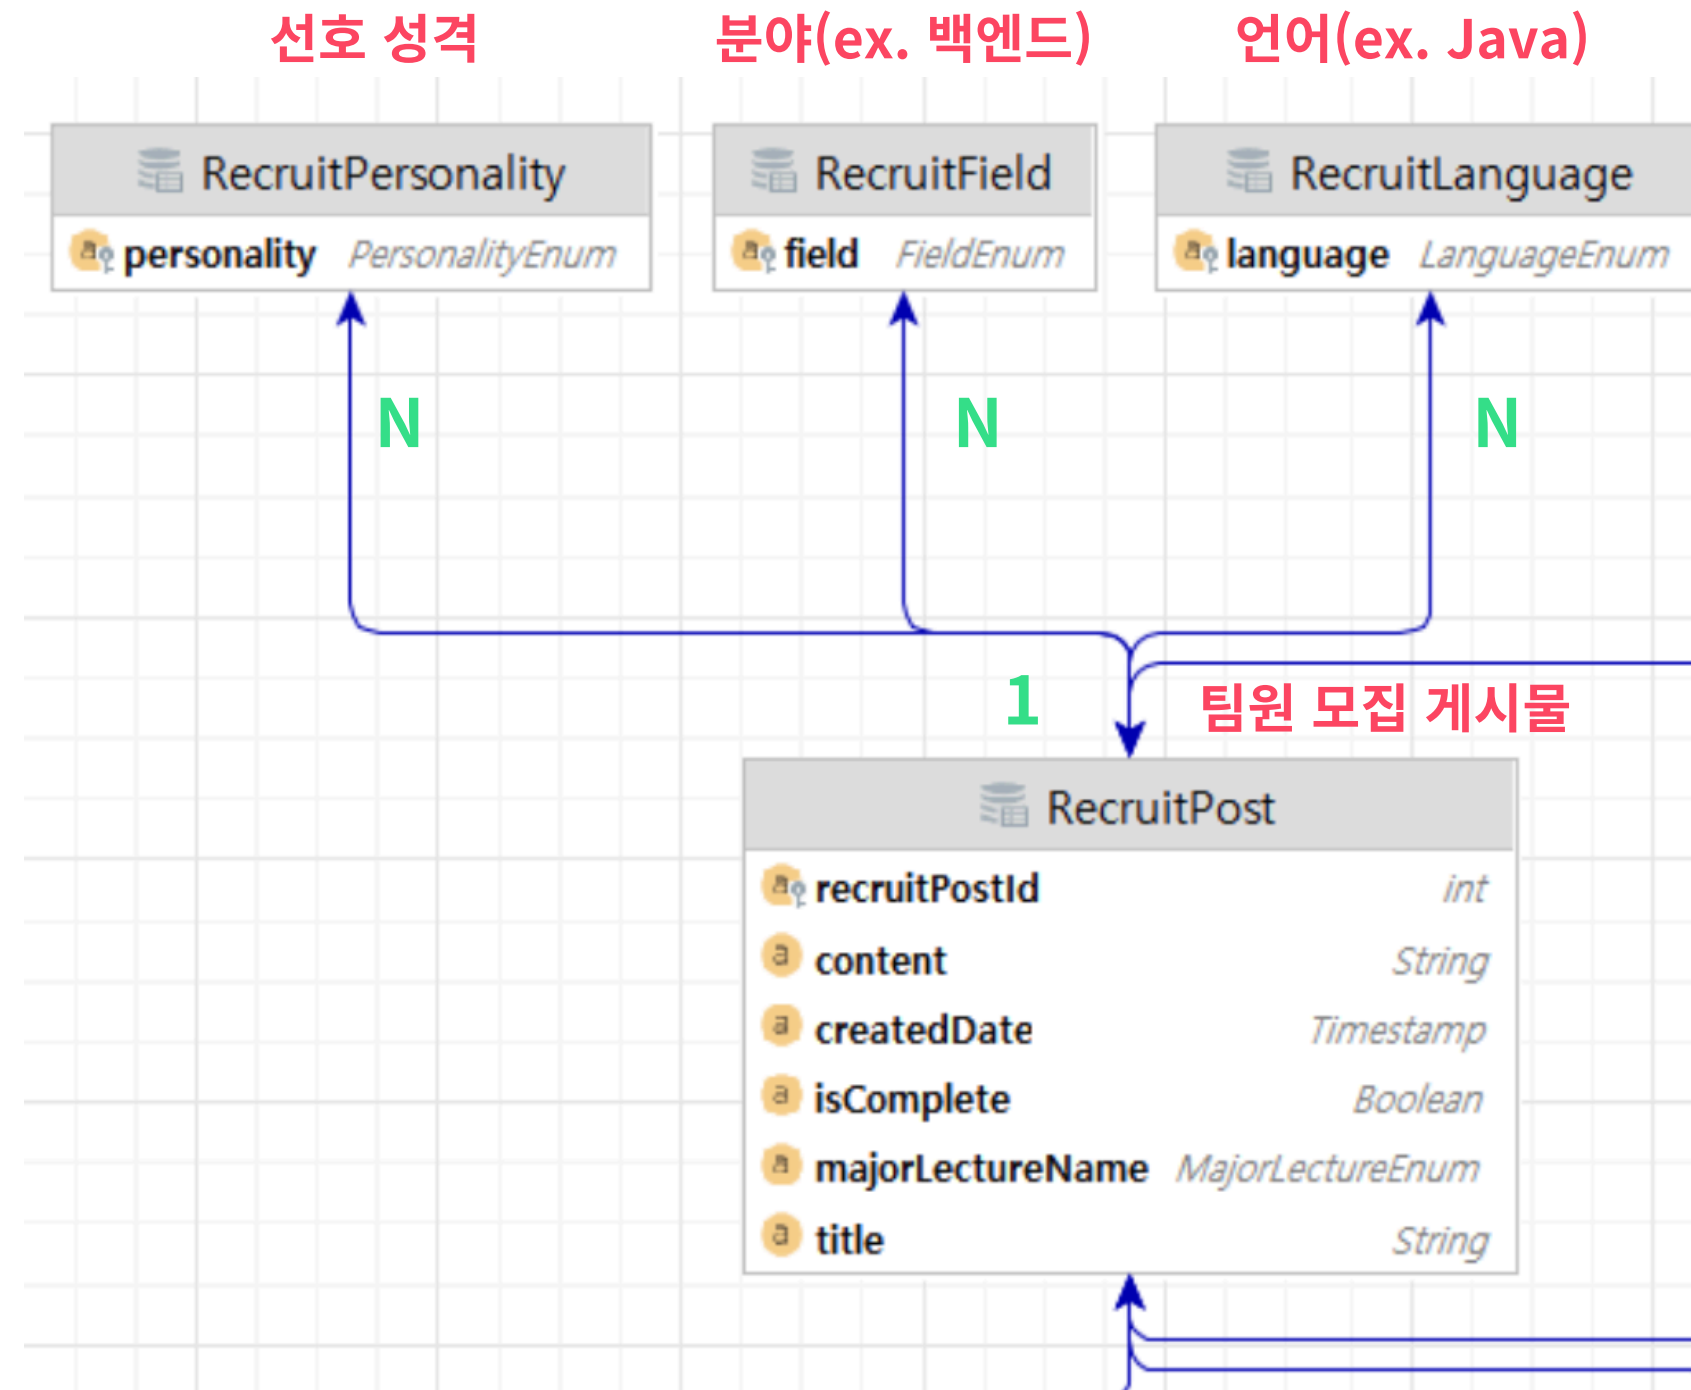 선호 성격
분야(ex. 백엔드)
언어(ex. Java)
RecruitPersonality
personality PersonalityEnum
RecruitField
field FieldEnum
RecruitLanguage
language LanguageEnum
N
N
N
1
팀원 모집 게시물
RecruitPost
recruitPostId int
content String
createdDate Timestamp
isComplete Boolean
majorLectureName MajorLectureEnum
title String